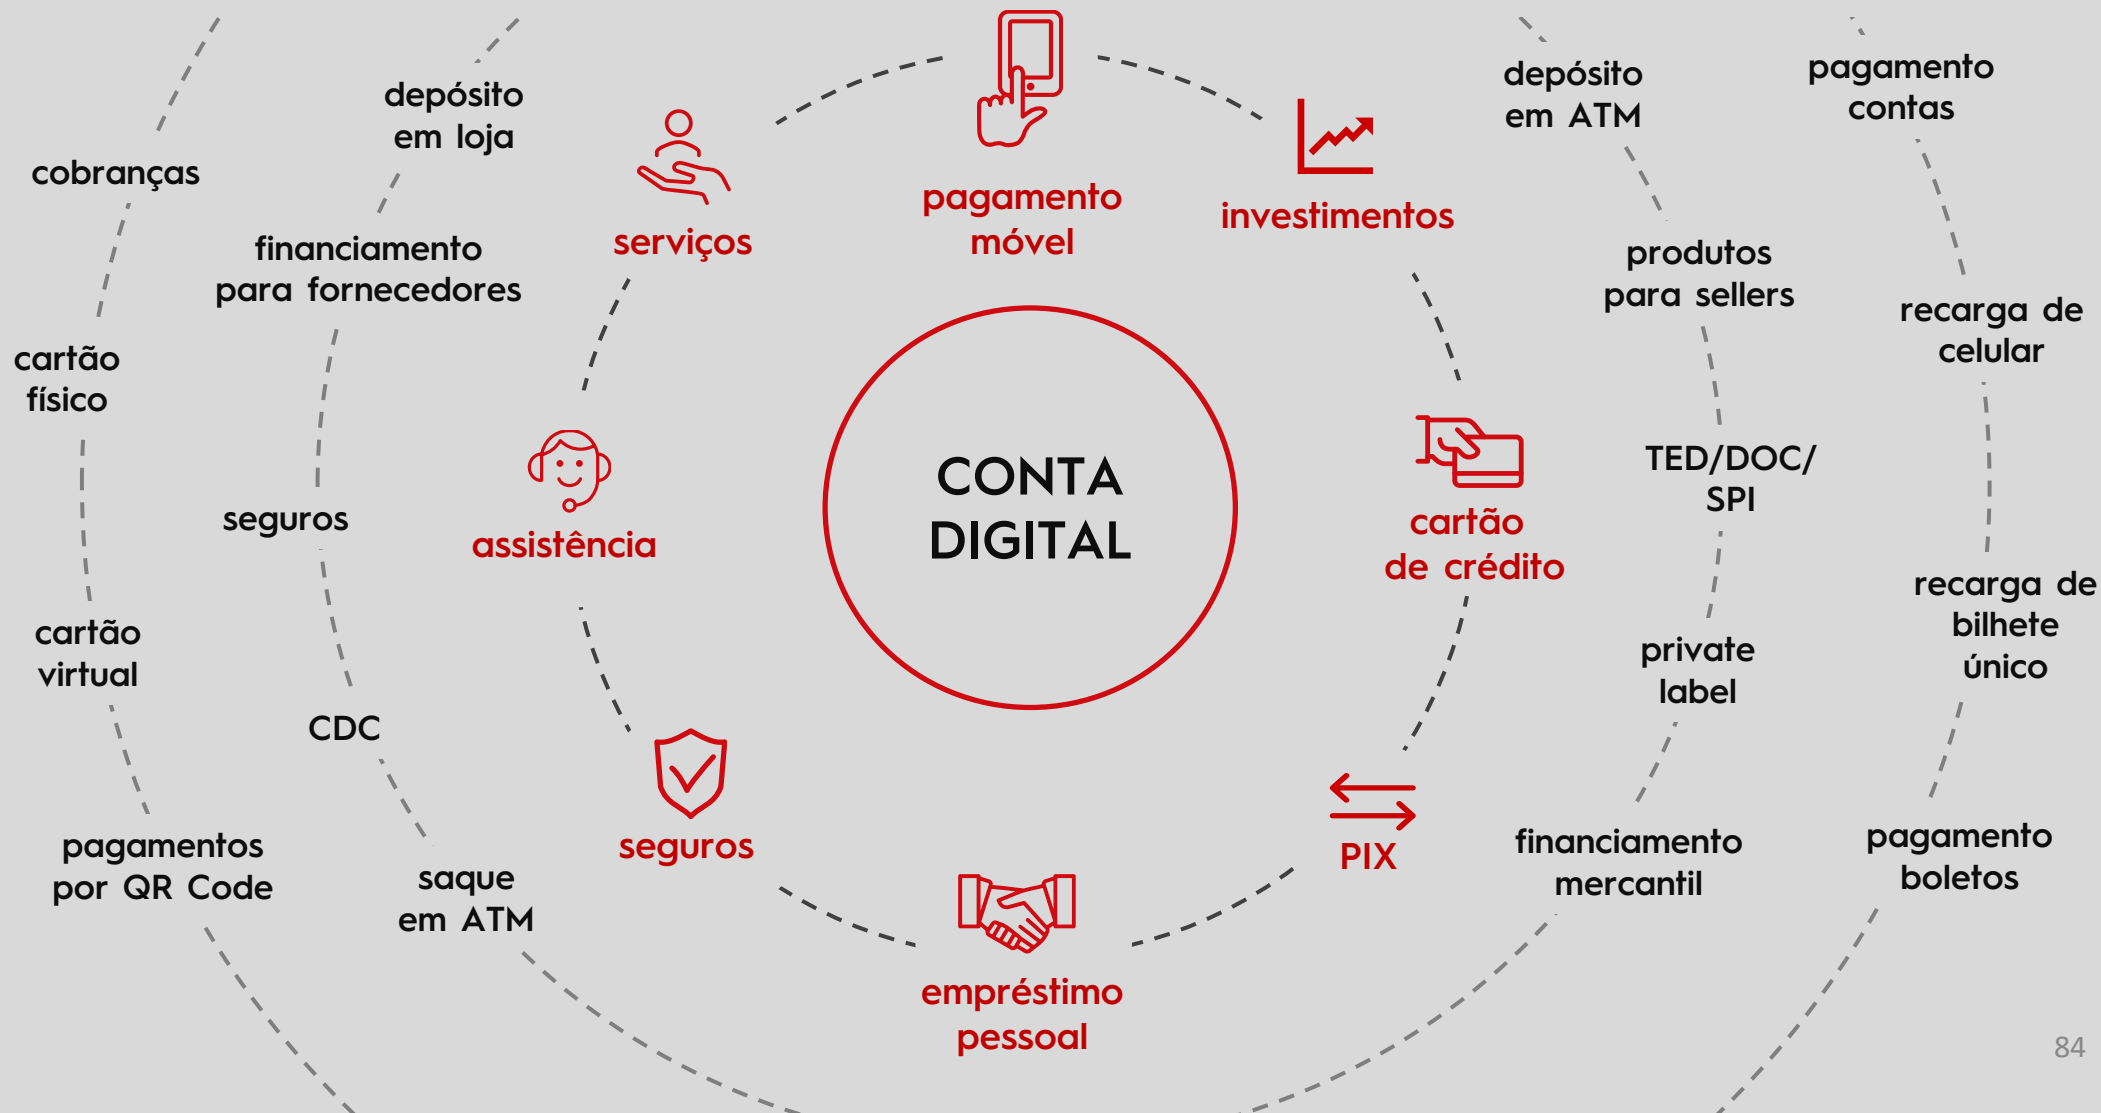 cobranças
cartão
físico
cartão
virtual
pagamentos
por QR Code
depósito
em loja
financiamento
para fornecedores
seguros
CDC
saque
em ATM
serviços
assistência
seguros
pagamento
móvel
CONTA
DIGITAL
empréstimo
pessoal
investimentos
cartão
de crédito
PIX
depósito
em ATM
produtos
para sellers
TED/DOC/
SPI
private
label
financiamento
mercantil
pagamento
contas
recarga de
celular
recarga de
bilhete
único
pagamento
boletos
84